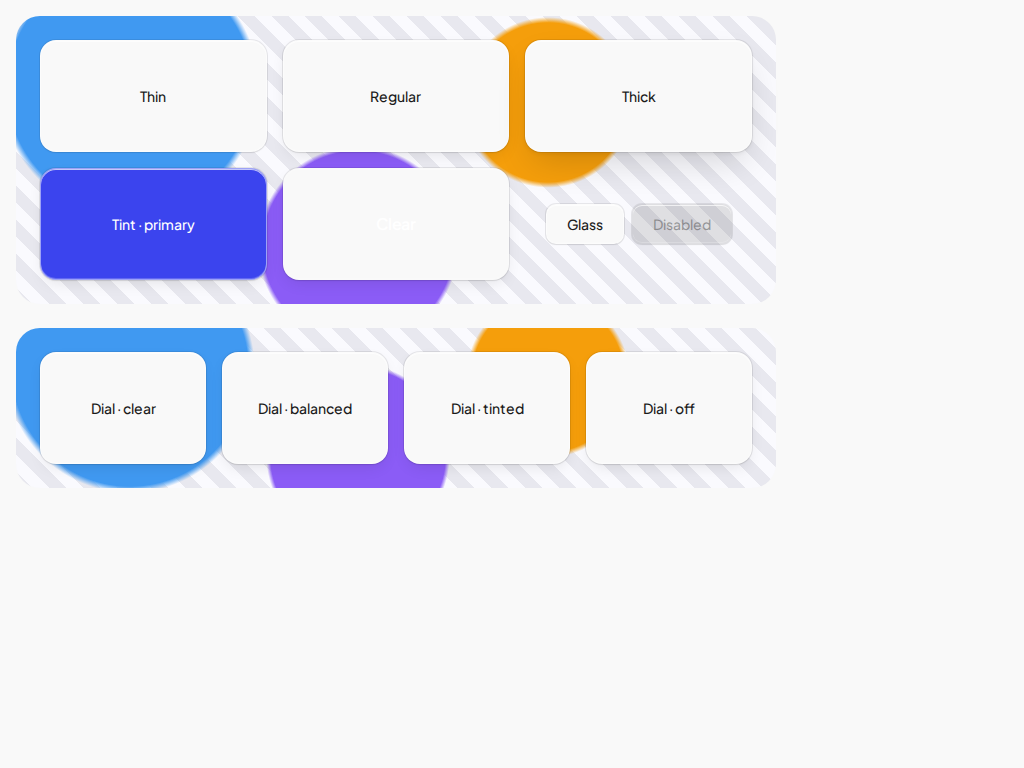 Thin
Regular
Thick
Tint · primary
Clear
Glass
Disabled
Dial · clear
Dial · balanced
Dial · tinted
Dial · off